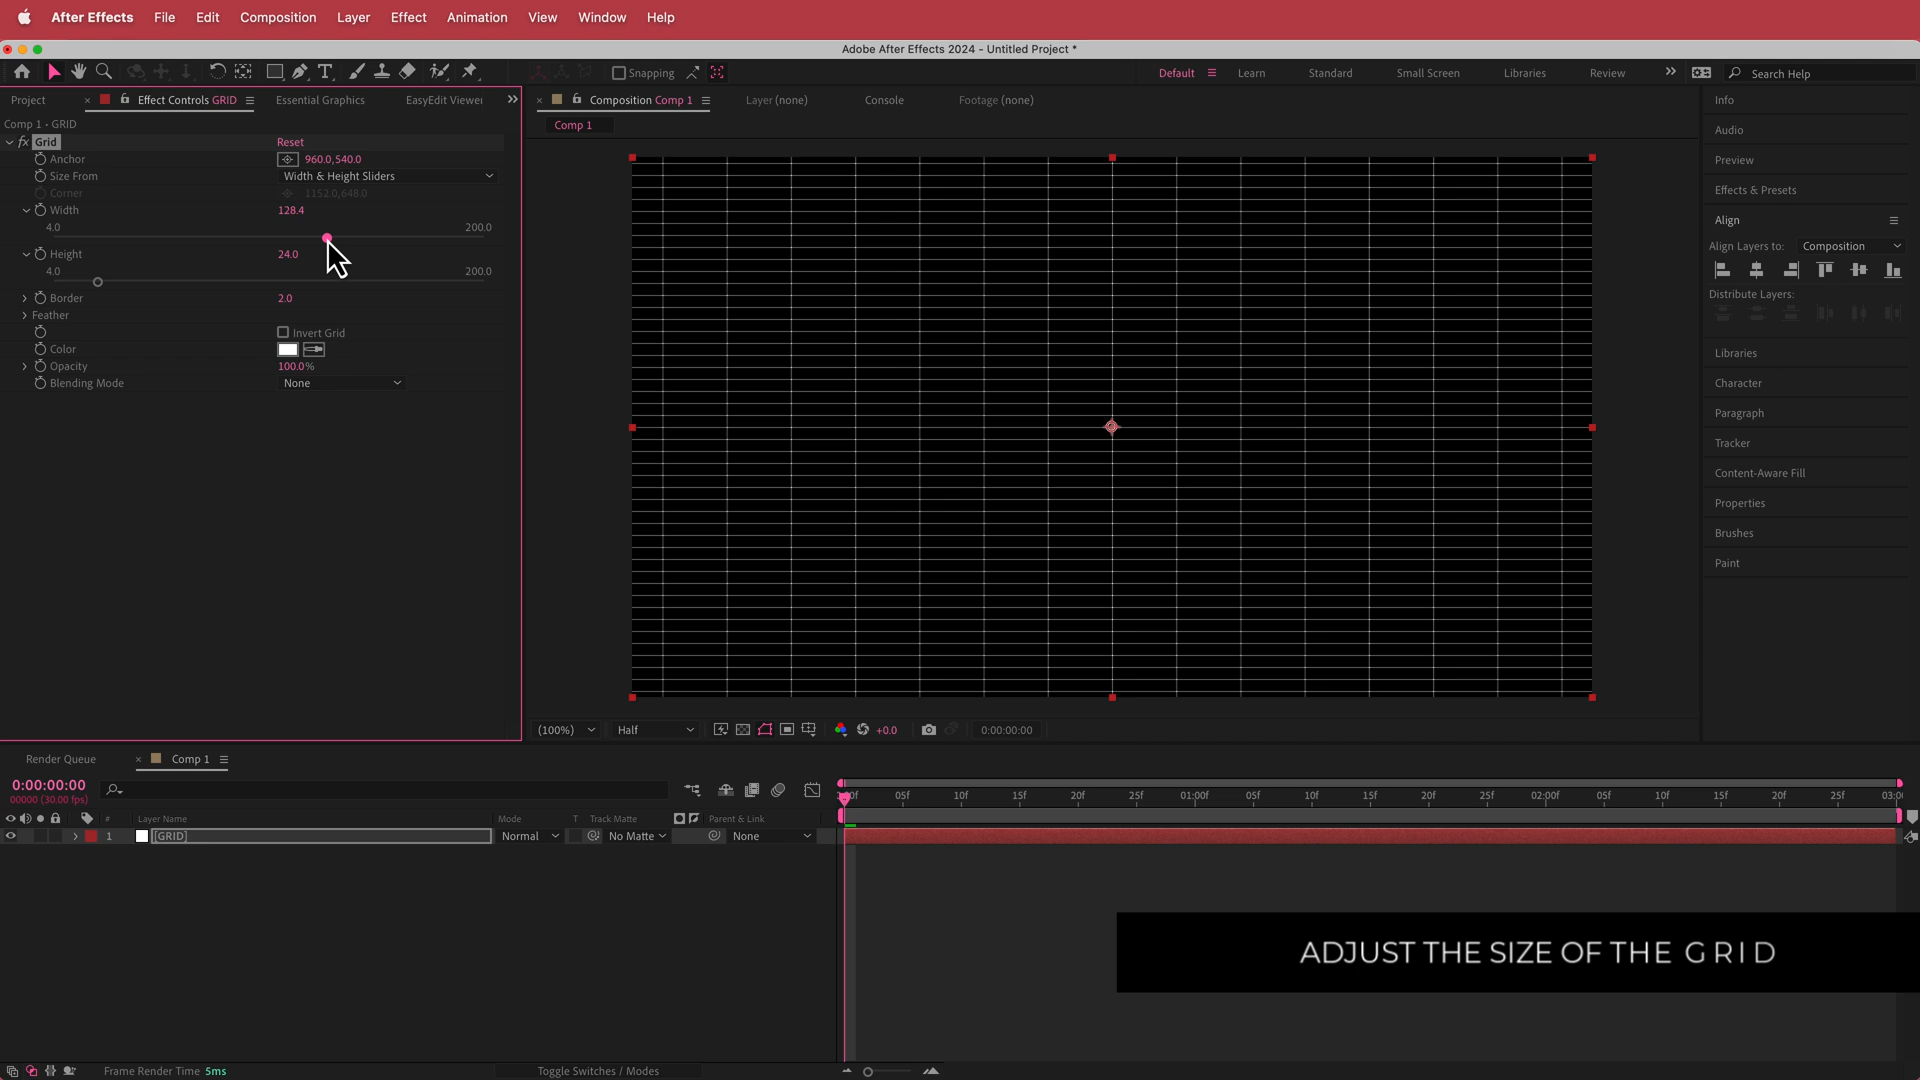 After Effects File Edit Composition Layer Effect Animation View Window Help
Adobe After Effects 2024 - Untitled Project *
Snapping
Default Learn Standard Small Screen Libraries Review Search Help
Project Effect Controls GRID Essential Graphics EasyEdit Viewer
Composition Comp 1 Layer (none) Console Footage (none)
Comp 1 • GRID
Comp 1
fx Grid Reset
Anchor 960.0,540.0
Size From Width & Height Sliders
Corner 1152.0,648.0
Width 128.4
4.0 200.0
Height 24.0
4.0 200.0
Border 2.0
Feather
Invert Grid
Color
Opacity 100.0%
Blending Mode None
Info
Audio
Preview
Effects & Presets
Align
Align Layers to: Composition
Distribute Layers:
Libraries
Character
Paragraph
Tracker
Content-Aware Fill
Properties
Brushes
Paint
(100%) Half +0.0 0:00:00:00
Render Queue Comp 1
0:00:00:00
00000 (30.00 fps)
05f 10f 15f 20f 25f 01:00f 05f 10f 15f 20f 25f 02:00f 05f 10f 15f 20f 25f
# Layer Name Mode T Track Matte Parent & Link
1 [GRID] Normal No Matte None
ADJUST THE SIZE OF THE GRID
Frame Render Time 5ms Toggle Switches / Modes